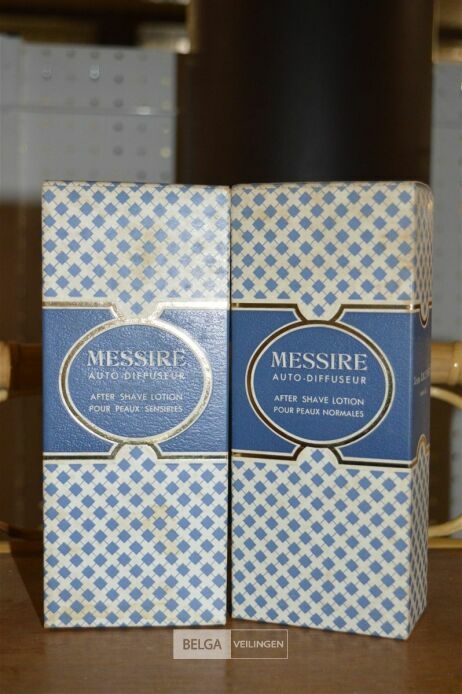 MESSIRE
AUTO-DIFFUSEUR
AFTER SHAVE LOTION
POUR PEAUX SENSIBLES
MESSIRE
AUTO-DIFFUSEUR
AFTER SHAVE LOTION
POUR PEAUX NORMALES
BELGA VEILINGEN